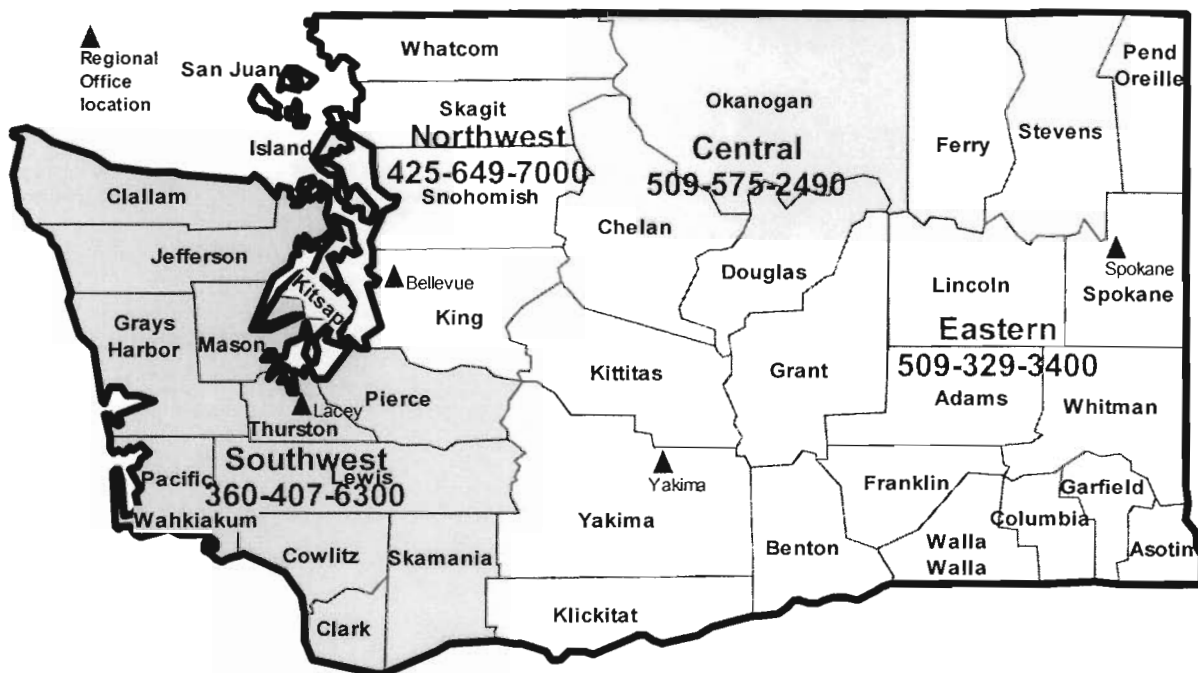 Regional
Office
location
San Juan
Whatcom
Skagit
Island
Northwest
425-649-7000
Snohomish
Okanogan
Central
509-575-2490
Ferry
Stevens
Pend
Oreille
Clallam
Jefferson
Chelan
Douglas
Lincoln
Spokane
Spokane
Bellevue
Kitsap
King
Grays
Harbor
Mason
Eastern
509-329-3400
Kittitas
Grant
Adams
Whitman
Pierce
Lacey
Thurston
Southwest
Lewis
360-407-6300
Pacific
Wahkiakum
Yakima
Yakima
Franklin
Garfield
Columbia
Benton
Walla
Walla
Asotin
Cowlitz
Skamania
Clark
Klickitat